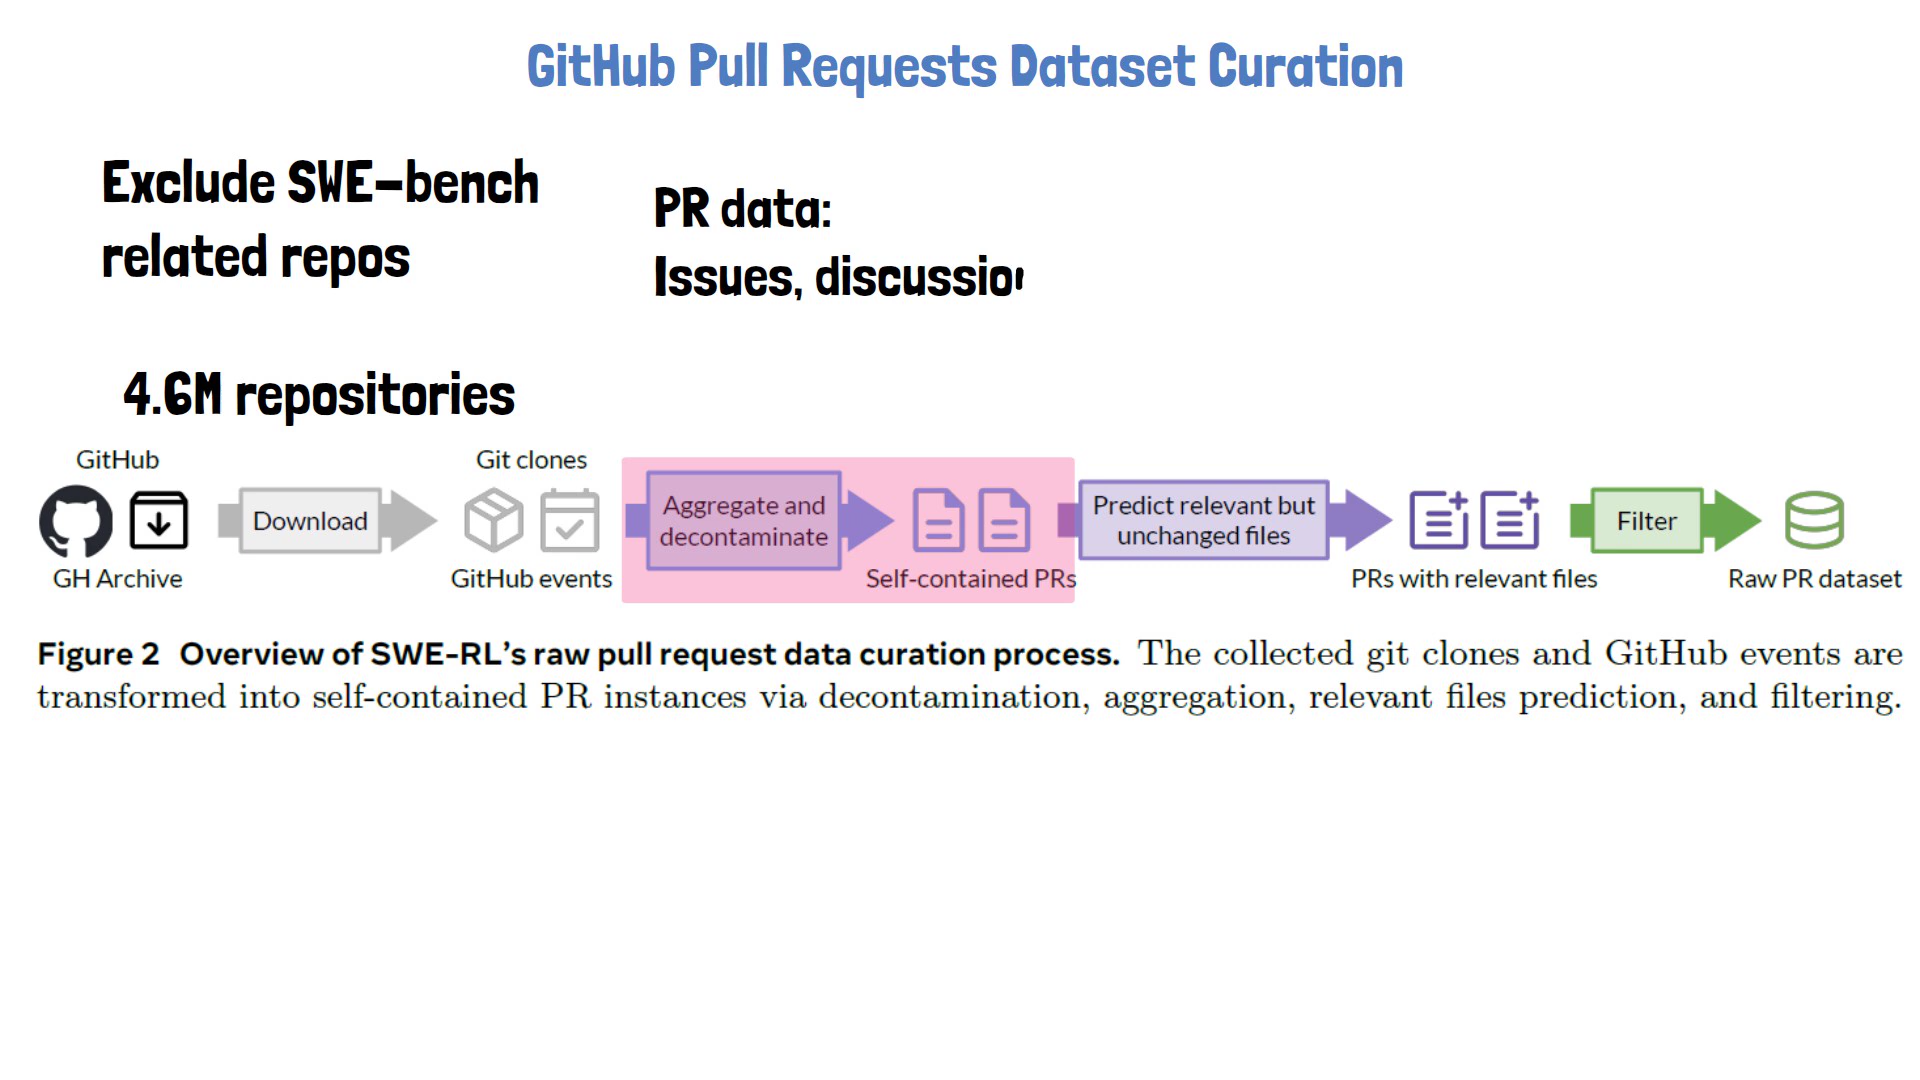 GitHub Pull Requests Dataset Curation
Exclude SWE-bench
related repos
PR data:
Issues,
4.6M repositories
GitHub
GH Archive
Download
Git clones
GitHub events
Aggregate and
decontaminate
Self-contained PRs
Predict relevant but
unchanged files
PRs with relevant files
Filter
Raw PR dataset
Figure 2 Overview of SWE-RL's raw pull request data curation process. The collected git clones and GitHub events are
transformed into self-contained PR instances via decontamination, aggregation, relevant files prediction, and filtering.